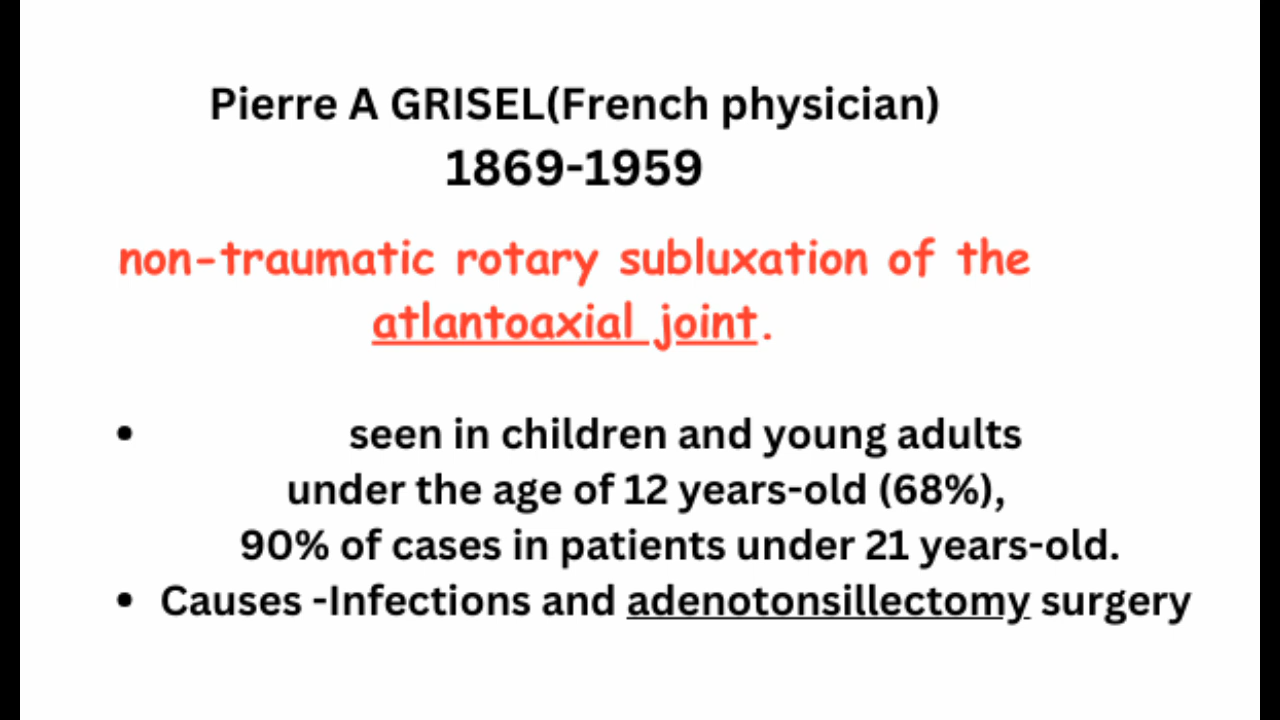 Pierre A GRISEL(French physician)
1869-1959
non-traumatic rotary subluxation of the
atlantoaxial joint.
• seen in children and young adults
under the age of 12 years-old (68%),
90% of cases in patients under 21 years-old.
• Causes -Infections and adenotonsillectomy surgery